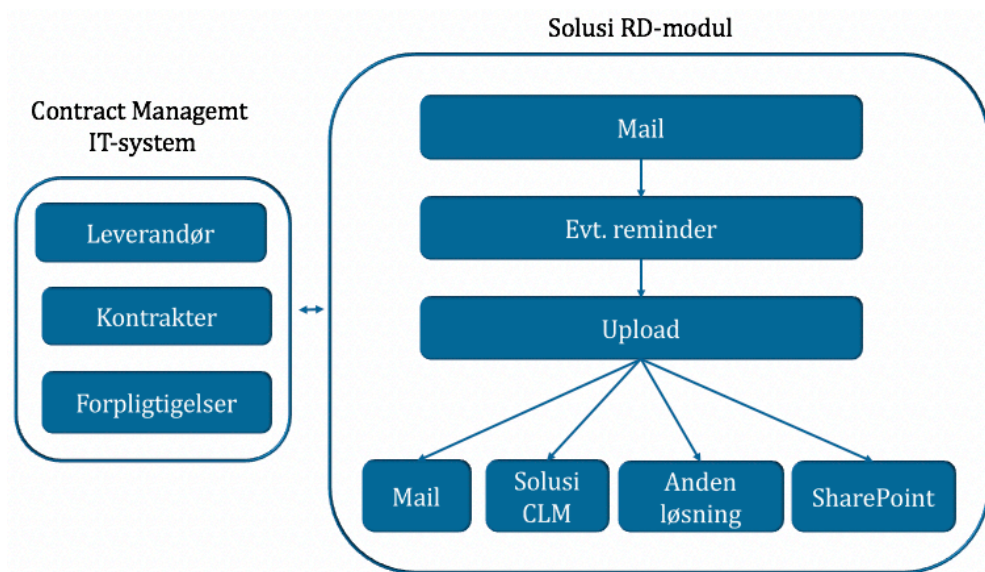 Solusi RD-modul
Contract Managemt
IT-system
Leverandør
Kontrakter
Forpligtigelser
Mail
Evt. reminder
Upload
Mail
Solusi
CLM
Anden
løsning
SharePoint